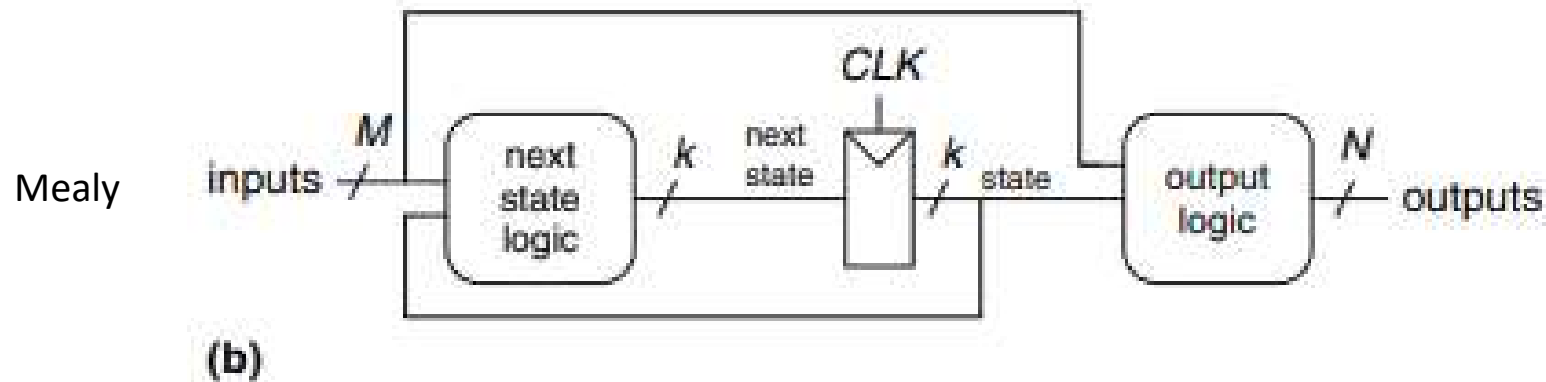 Mealy
inputs
M
next
state
logic
k
next
state
CLK
k
state
output
logic
N
outputs
(b)